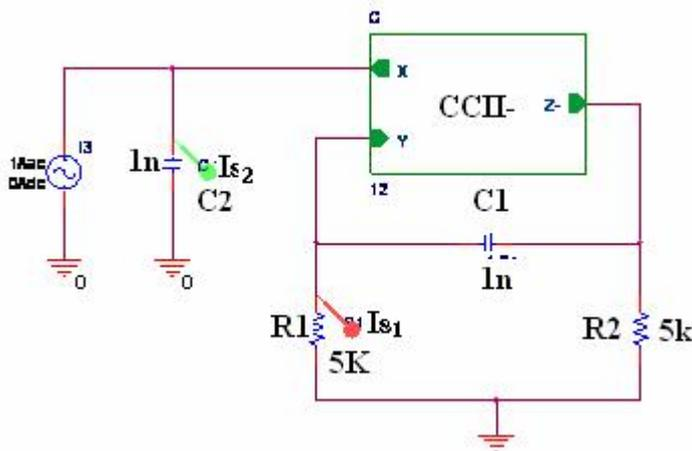 G
X
CCII-
Z-
Y
I3
1Aac
0Adc
1n
Is2
C2
12
C1
1n
0
0
R1
Is1
5K
R2
5k